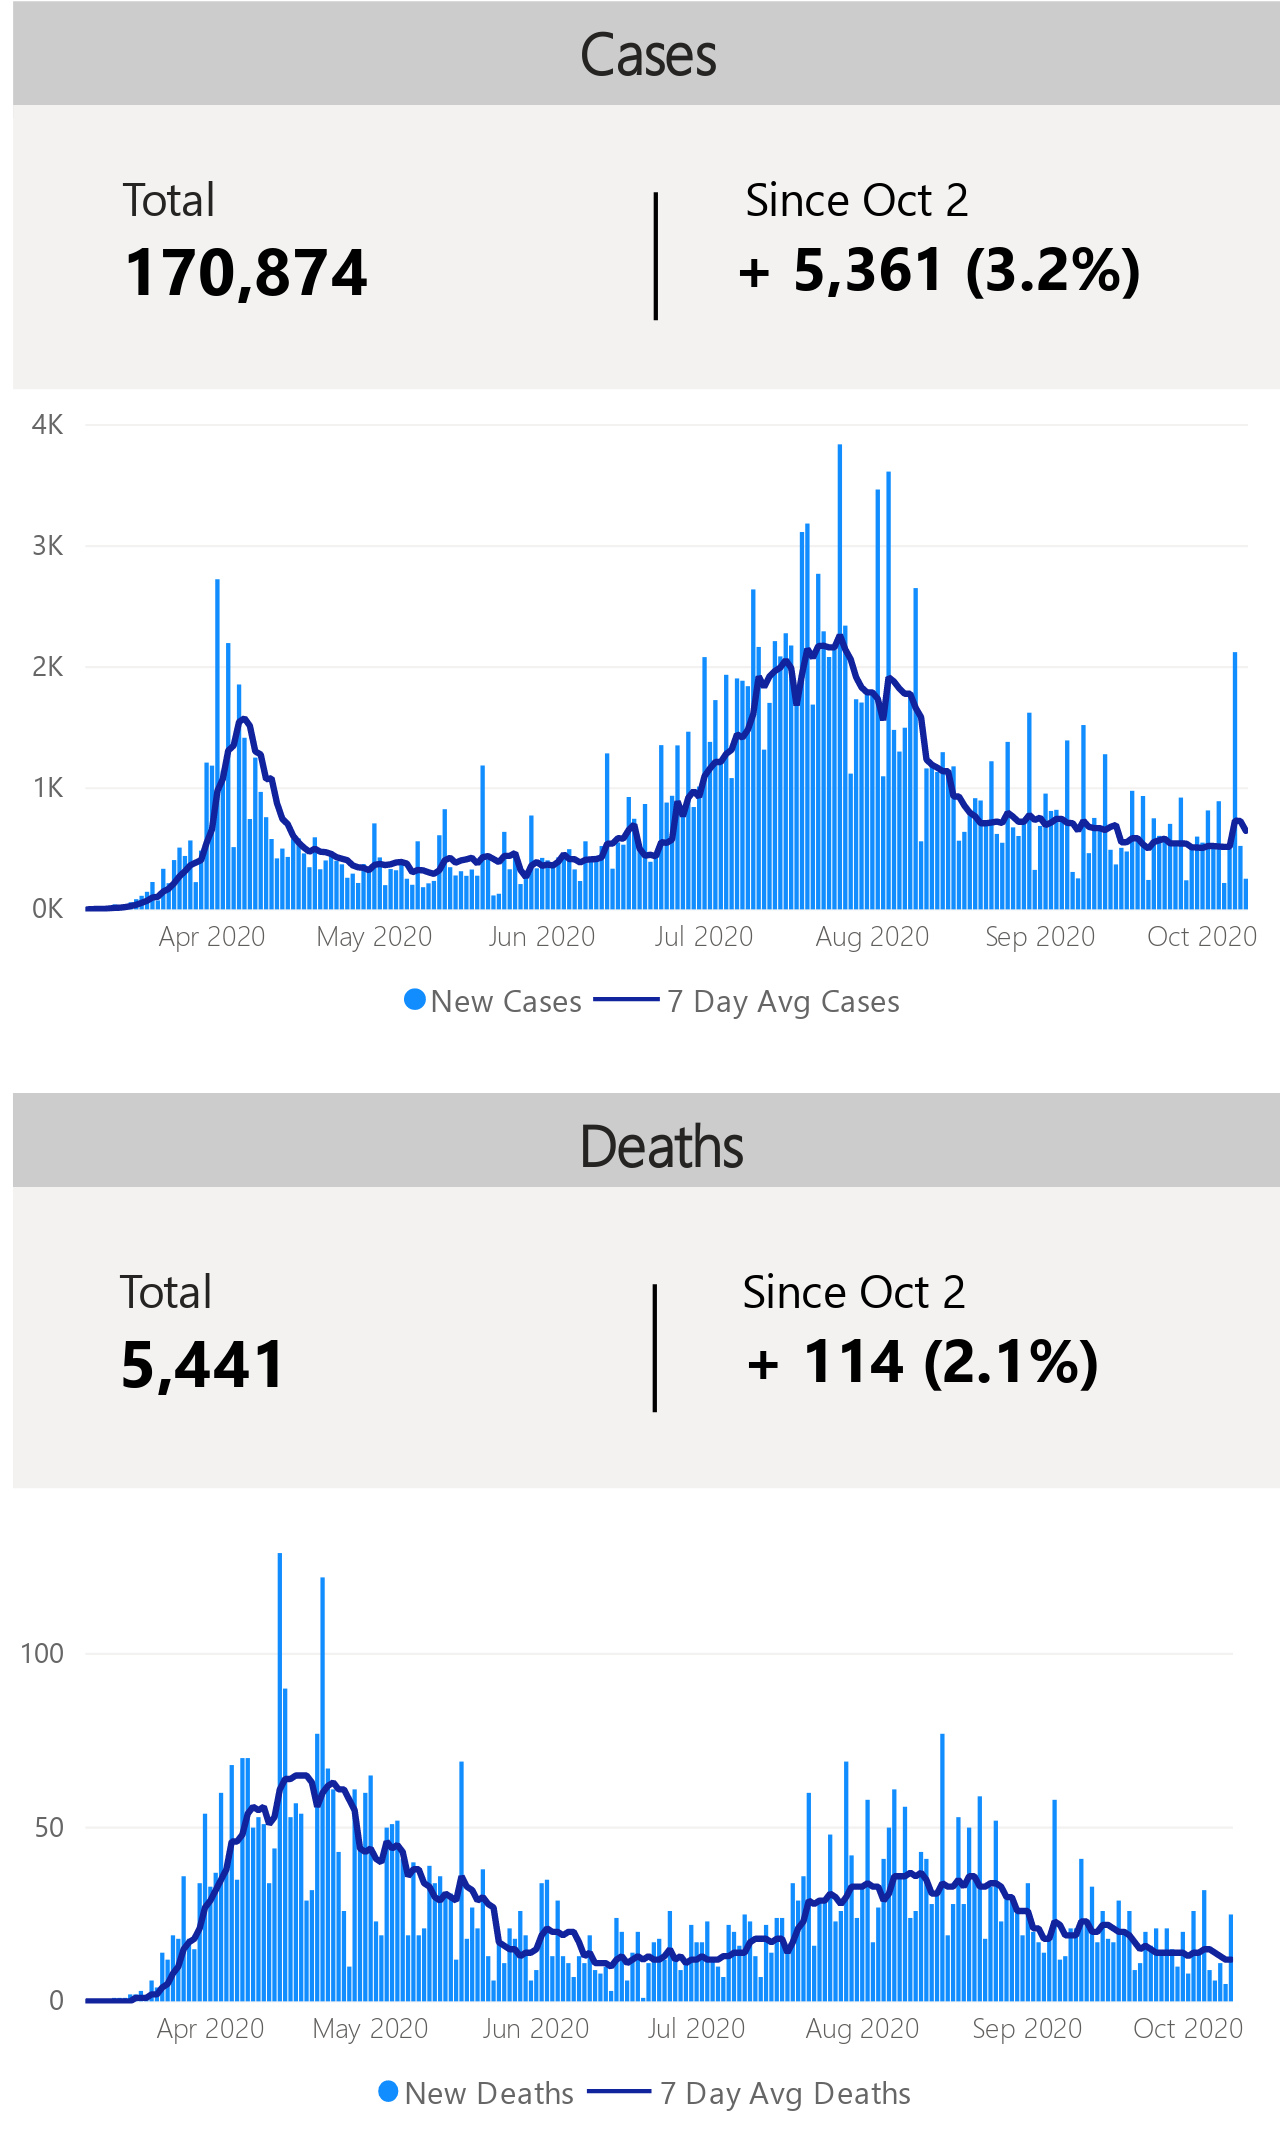 Cases
Total
170,874
Since Oct 2
+ 5,361 (3.2%)
4K
3K
2K
1K
0K
Apr 2020 May 2020 Jun 2020 Jul 2020 Aug 2020 Sep 2020 Oct 2020
New Cases 7 Day Avg Cases
Deaths
Total
5,441
Since Oct 2
+ 114 (2.1%)
100
50
0
Apr 2020 May 2020 Jun 2020 Jul 2020 Aug 2020 Sep 2020 Oct 2020
New Deaths 7 Day Avg Deaths